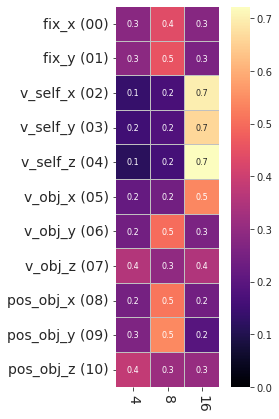 fix_x (00) 0.3 0.4 0.3
fix_y (01) 0.3 0.5 0.3
v_self_x (02) 0.1 0.2 0.7
v_self_y (03) 0.2 0.2 0.7
v_self_z (04) 0.1 0.2 0.7
v_obj_x (05) 0.2 0.2 0.5
v_obj_y (06) 0.2 0.5 0.3
v_obj_z (07) 0.4 0.3 0.4
pos_obj_x (08) 0.2 0.5 0.2
pos_obj_y (09) 0.3 0.5 0.2
pos_obj_z (10) 0.4 0.3 0.3
4 8 16
0.7
0.6
0.5
0.4
0.3
0.2
0.1
0.0